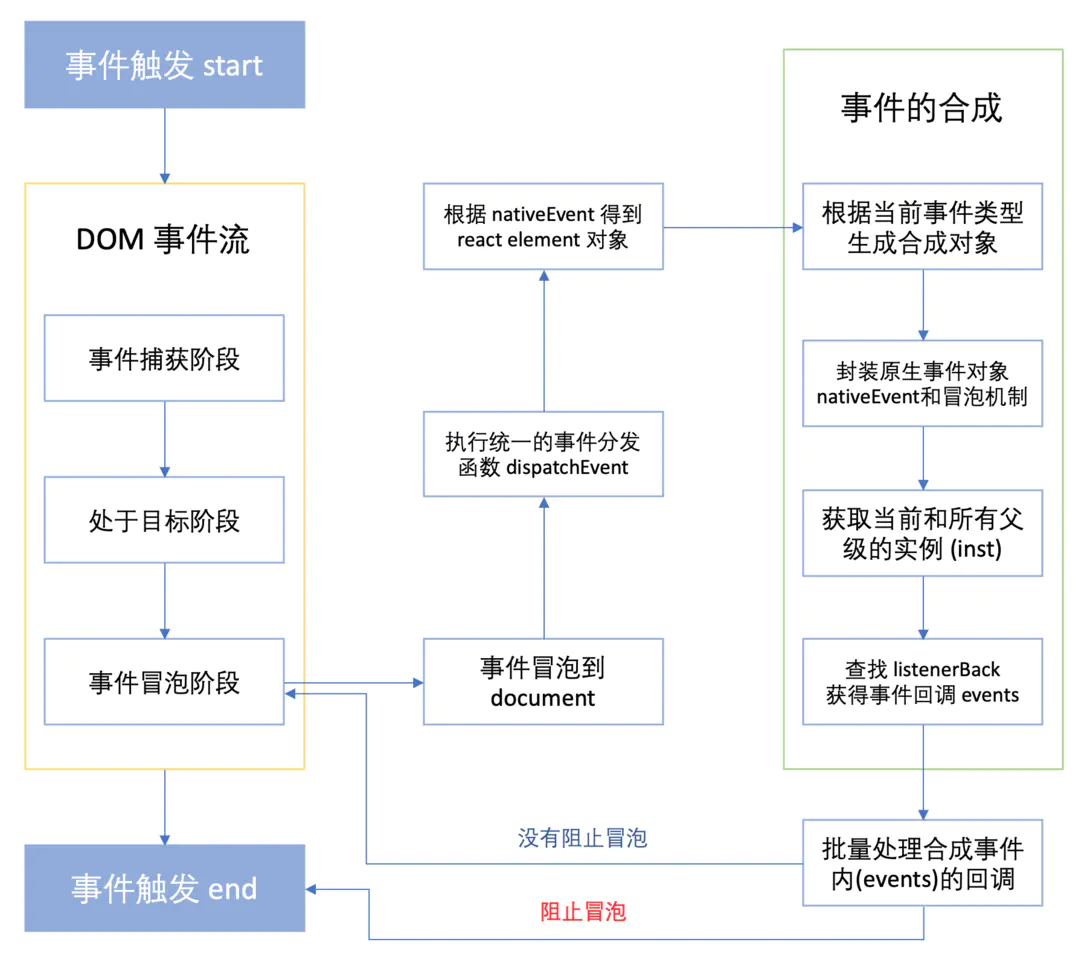 事件触发 start
DOM 事件流
事件捕获阶段
处于目标阶段
事件冒泡阶段
事件触发 end
根据 nativeEvent 得到
react element 对象
执行统一的事件分发
函数 dispatchEvent
事件冒泡到
document
没有阻止冒泡
阻止冒泡
事件的合成
根据当前事件类型
生成合成对象
封装原生事件对象
nativeEvent和冒泡机制
获取当前和所有父
级的实例 (inst)
查找 listenerBack
获得事件回调 events
批量处理合成事件
内(events)的回调